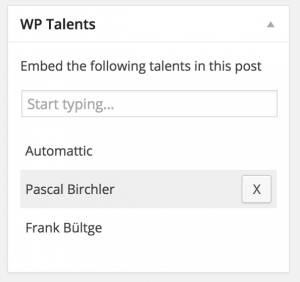 WP Talents
Embed the following talents in this post
Start typing...
Automattic
Pascal Birchler
X
Frank Bültge